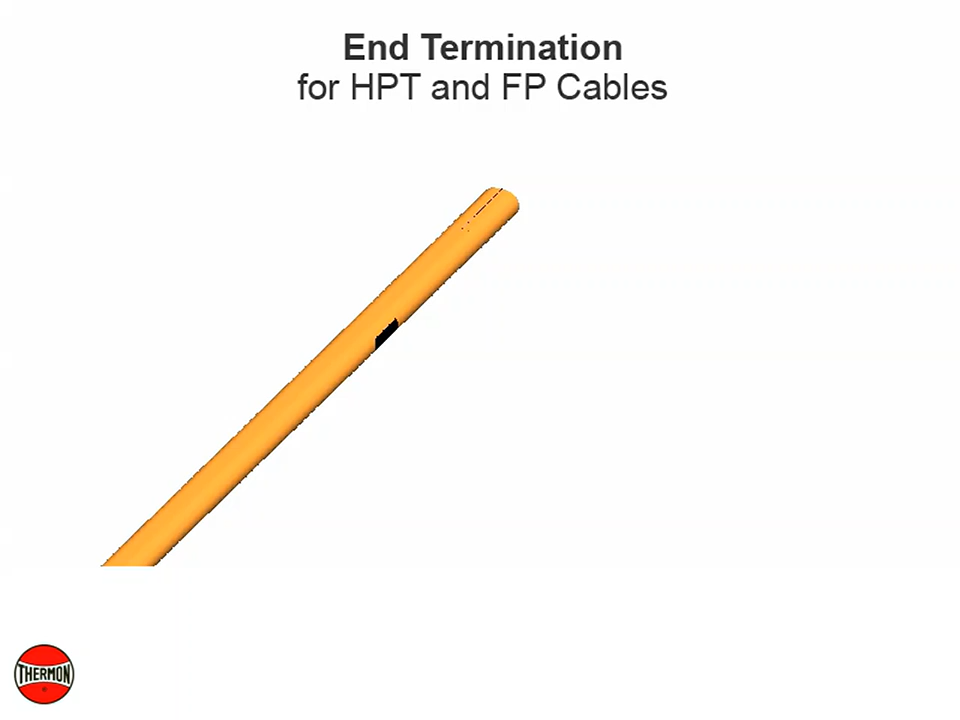 End Termination
for HPT and FP Cables
THERMON
®